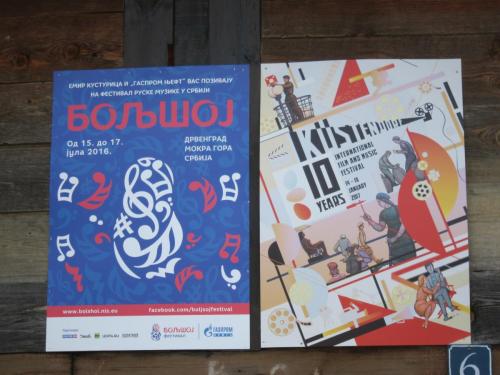 ЕМИР КУСТУРИЦА И „ГАСПРОМ ЊЕФТ“ ВАС ПОЗИВАЈУ
НА ФЕСТИВАЛ РУСКЕ МУЗИКЕ У СРБИЈИ
БОЉШОЈ
Од 15. до 17.
јула 2016.
ДРВЕНГРАД
МОКРА ГОРА
СРБИЈА
www.bolshoi.nis.eu
facebook.com/boljsojfestival
БОЉШОЈ
ФЕСТИВАЛ
ГАЗПРОМ
KÜSTENDORF
INTERNATIONAL
FILM AND MUSIC
FESTIVAL
10
YEARS
JANUARY
2017
6